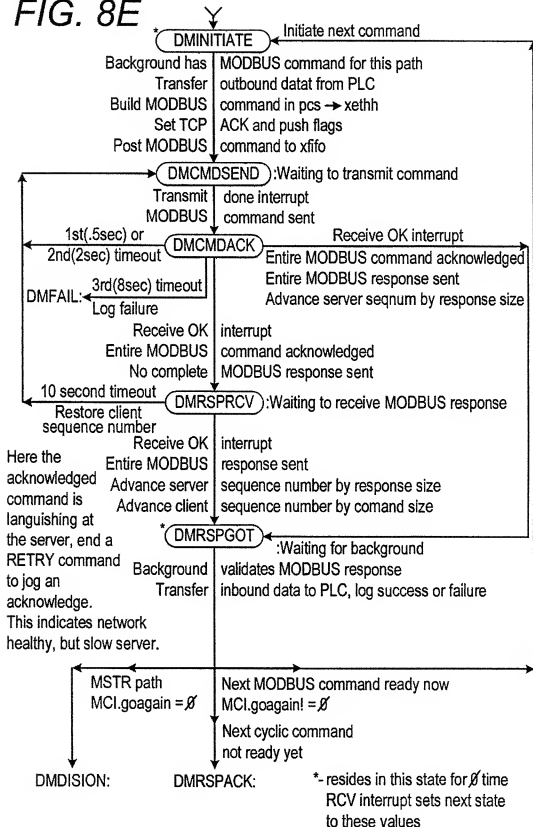 FIG. 8E
Initiate next command
* DMINITIATE
Background has MODBUS command for this path
Transfer outbound datat from PLC
Build MODBUS command in pcs → xethh
Set TCP ACK and push flags
Post MODBUS command to xfifo
DMCMDSEND :Waiting to transmit command
Transmit done interrupt
MODBUS command sent
1st(.5sec) or
2nd(2sec) timeout
DMCMDACK
Receive OK interrupt
Entire MODBUS command acknowledged
Entire MODBUS response sent
Advance server seqnum by response size
3rd(8sec) timeout
DMFAIL:
Log failure
Receive OK interrupt
Entire MODBUS command acknowledged
No complete MODBUS response sent
10 second timeout
Restore client
sequence number
DMRSPRCV :Waiting to receive MODBUS response
Receive OK interrupt
Entire MODBUS response sent
Advance server sequence number by response size
Advance client sequence number by comand size
Here the
acknowledged
command is
languishing at
the server, end a
RETRY command
to jog an
acknowledge.
This indicates network
healthy, but slow server.
* DMRSPGOT
:Waiting for background
Background validates MODBUS response
Transfer inbound data to PLC, log success or failure
MSTR path
MCI.goagain = Ø
Next MODBUS command ready now
MCI.goagain! = Ø
Next cyclic command
not ready yet
DMDISION:
DMRSPACK:
*- resides in this state for Ø time
RCV interrupt sets next state
to these values